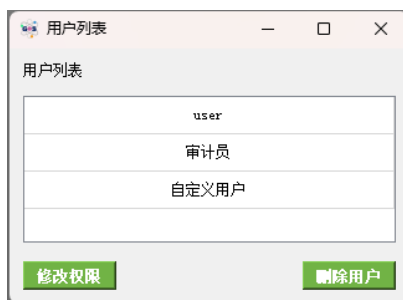 用户列表
用户列表
user
审计员
自定义用户
修改权限
删除用户